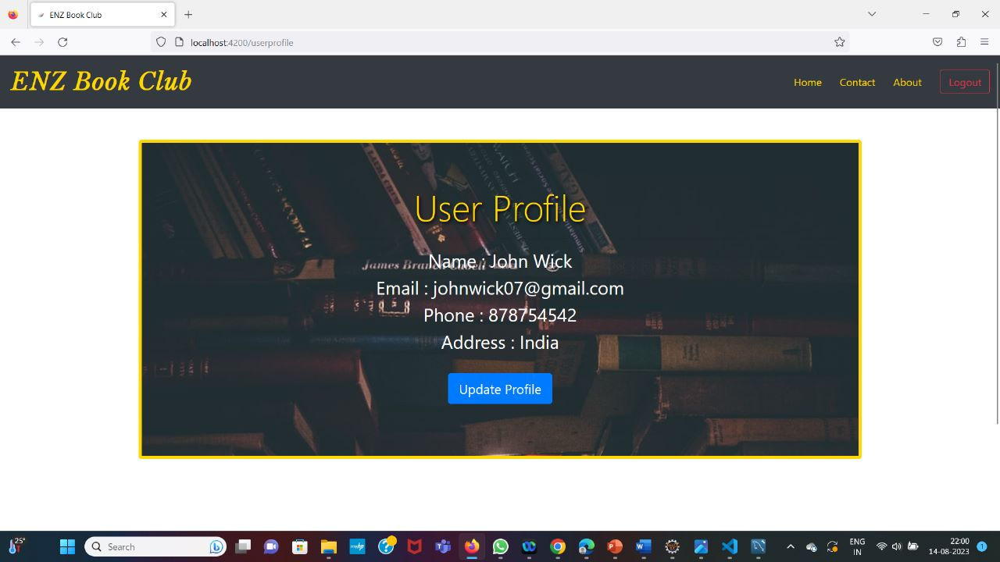 ENZ Book Club
localhost:4200/userprofile
ENZ Book Club
Home Contact About Logout
User Profile
Name : John Wick
James Branch Cabell
Email : johnwick07@gmail.com
Phone : 878754542
Address : India
Update Profile
25°
Search
ENG
IN
22:00
14-08-2023
1